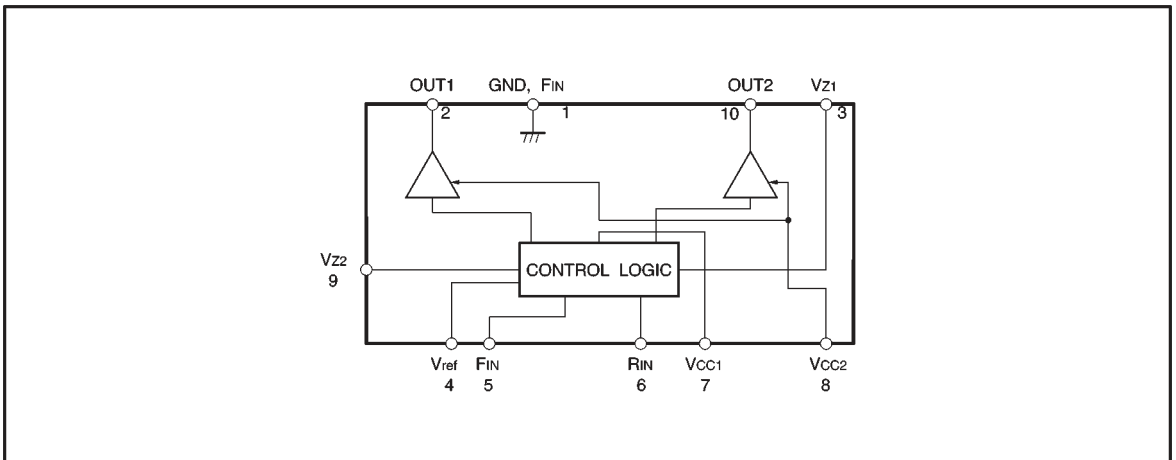 OUT1 GND, FIN OUT2 VZ1
2 1 10 3
VZ2
9
CONTROL LOGIC
Vref FIN RIN VCC1 VCC2
4 5 6 7 8